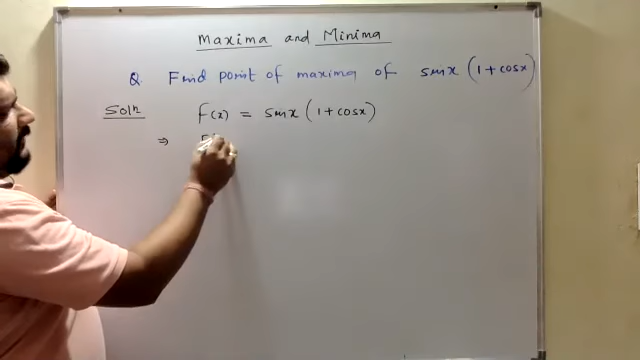 Maxima and Minima
Q. Find point of maxima of sinx (1 + cosx)
Soln f(x) = sinx (1 + cosx)
⇒